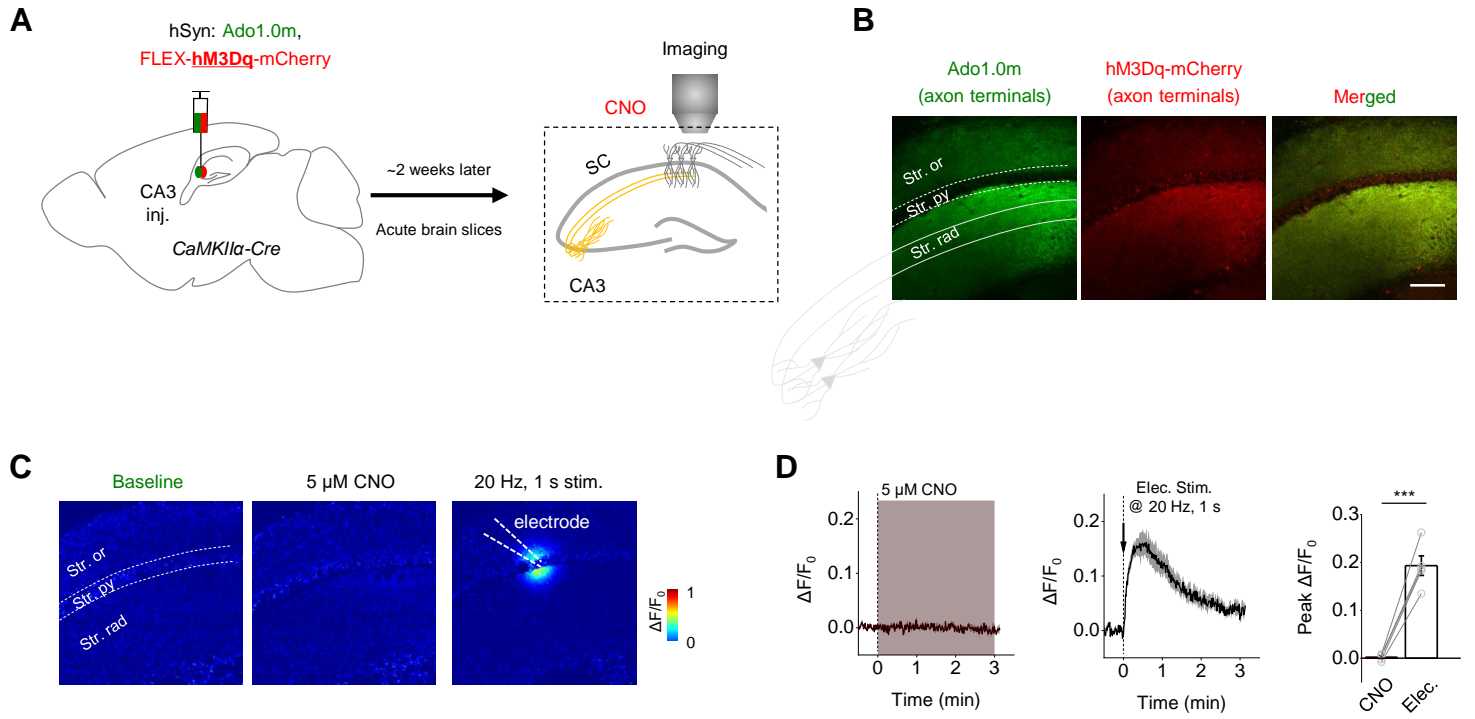 A
hSyn: Ado1.0m,
FLEX-hM3Dq-mCherry
CA3
inj.
CaMKIIα-Cre
~2 weeks later
Acute brain slices
Imaging
CNO
SC
CA3
B
Ado1.0m
(axon terminals)
hM3Dq-mCherry
(axon terminals)
Merged
Str. or
Str. py
Str. rad
C
Baseline
5 μM CNO
20 Hz, 1 s stim.
Str. or
Str. py
Str. rad
electrode
ΔF/F0
1
0
D
5 μM CNO
ΔF/F0
0.2
0.1
0.0
0
1
2
3
Time (min)
Elec. Stim.
@ 20 Hz, 1 s
ΔF/F0
0.2
0.1
0.0
0
1
2
3
Time (min)
***
Peak ΔF/F0
0.3
0.2
0.1
0.0
CNO
Elec.